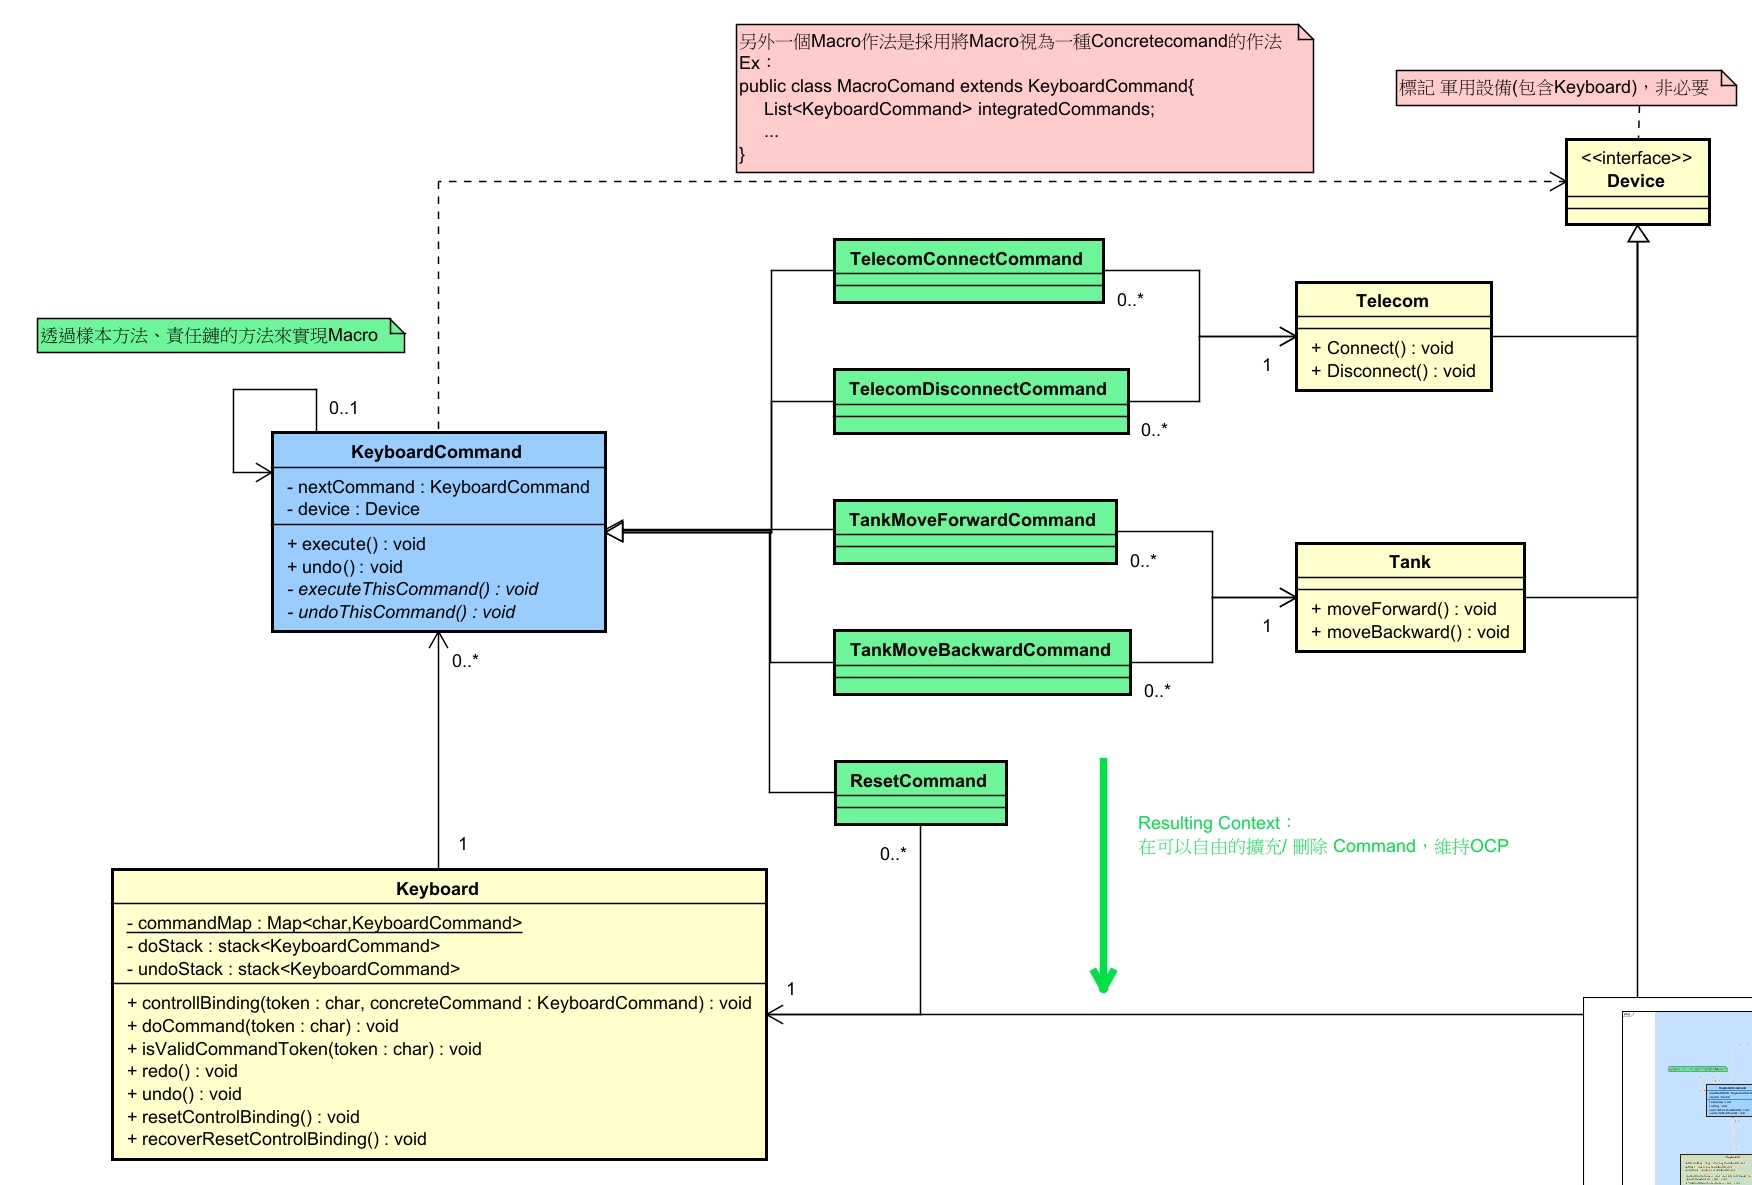 另外一個Macro作法是採用將Macro視為一種Concretecomand的作法
Ex：
public class MacroComand extends KeyboardCommand{
List<KeyboardCommand> integratedCommands;
...
}
標記 軍用設備(包含Keyboard)，非必要
<<interface>>
Device
TelecomConnectCommand
0..*
Telecom
+ Connect() : void
+ Disconnect() : void
1
透過樣本方法、責任鏈的方法來實現Macro
TelecomDisconnectCommand
0..*
0..1
KeyboardCommand
- nextCommand : KeyboardCommand
- device : Device
+ execute() : void
+ undo() : void
- executeThisCommand() : void
- undoThisCommand() : void
0..*
TankMoveForwardCommand
0..*
Tank
+ moveForward() : void
+ moveBackward() : void
1
TankMoveBackwardCommand
0..*
ResetCommand
0..*
Resulting Context：
在可以自由的擴充/ 刪除 Command，維持OCP
1
Keyboard
- commandMap : Map<char,KeyboardCommand>
- doStack : stack<KeyboardCommand>
- undoStack : stack<KeyboardCommand>
+ controllBinding(token : char, concreteCommand : KeyboardCommand) : void
+ doCommand(token : char) : void
+ isValidCommandToken(token : char) : void
+ redo() : void
+ undo() : void
+ resetControlBinding() : void
+ recoverResetControlBinding() : void
1